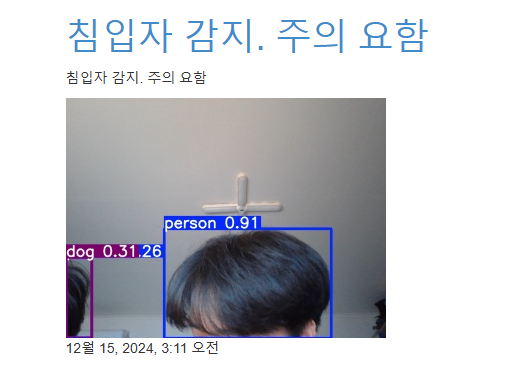 침입자 감지. 주의 요함
침입자 감지. 주의 요함
person 0.91
dog 0.31.26
12월 15, 2024, 3:11 오전